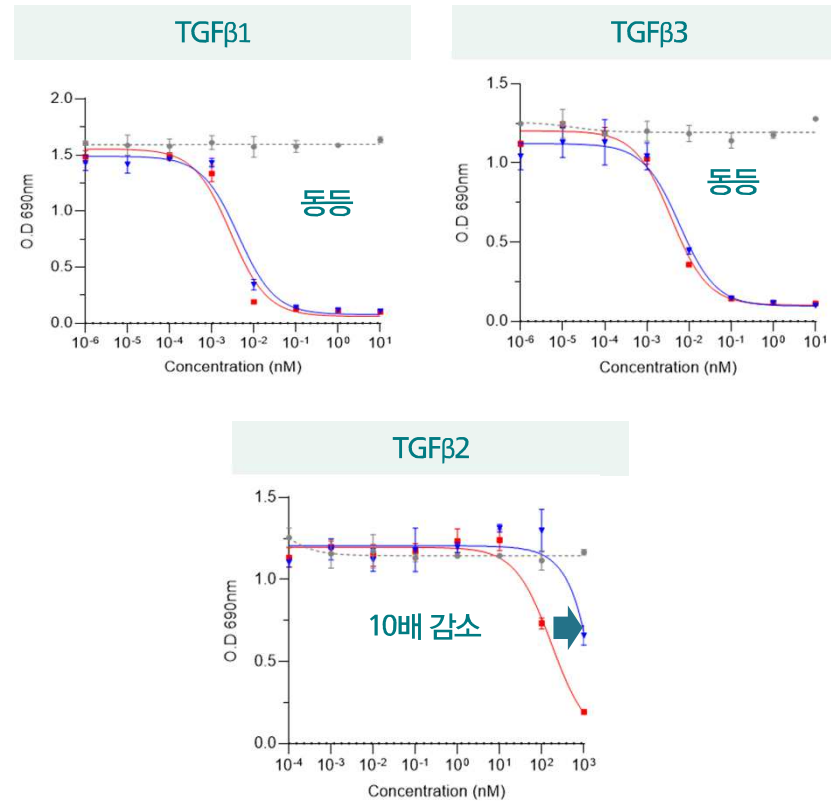 TGFβ1
2.0
1.5
1.0
0.5
0.0
O.D 690nm
동등
10-6 10-5 10-4 10-3 10-2 10-1 100 101
Concentration (nM)
TGFβ3
1.5
1.0
0.5
0.0
O.D 690nm
동등
10-6 10-5 10-4 10-3 10-2 10-1 100 101
Concentration (nM)
TGFβ2
1.5
1.0
0.5
0.0
O.D 690nm
10배 감소
10-4 10-3 10-2 10-1 100 101 102 103
Concentration (nM)